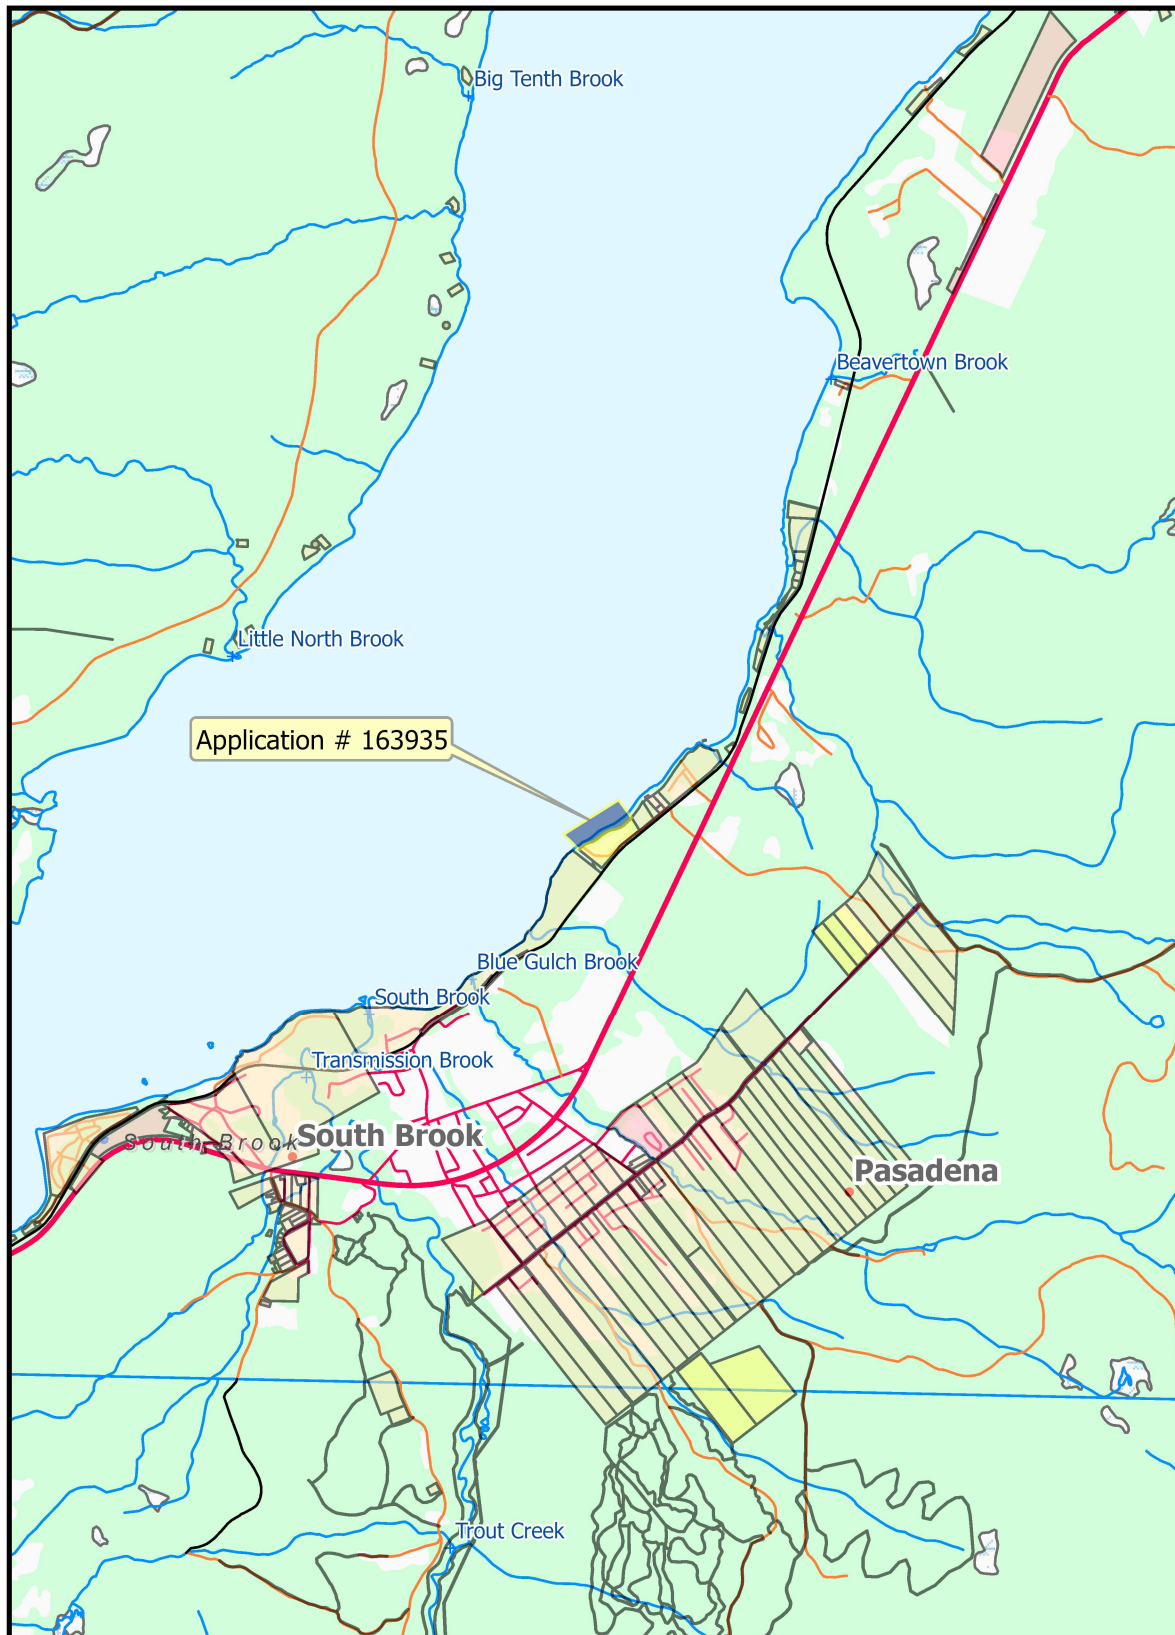 Big Tenth Brook
Beavertown Brook
Little North Brook
Application # 163935
Blue Gulch Brook
South Brook
Transmission Brook
South Brook
South Brook
Pasadena
Trout Creek